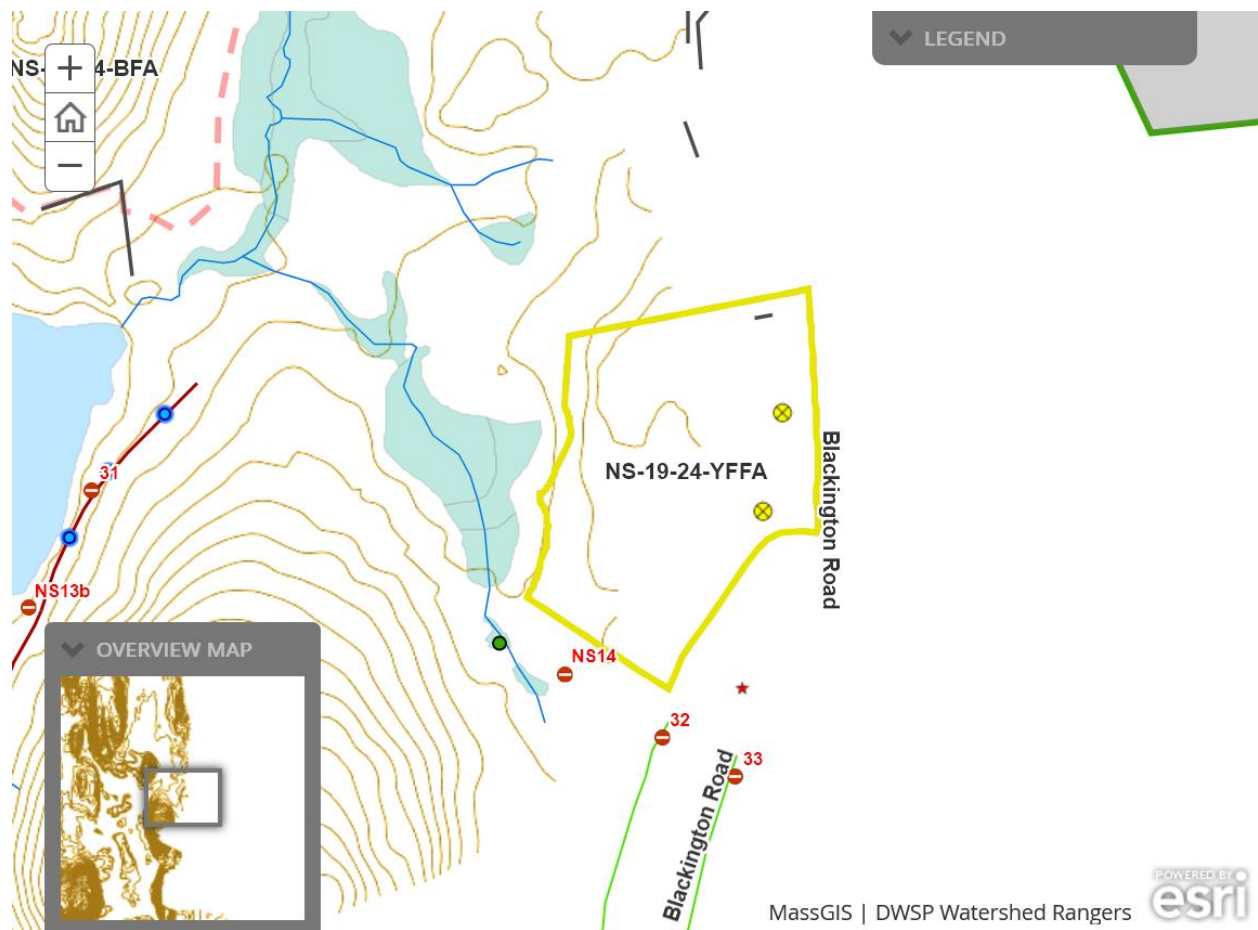 LEGEND
NS-
4-BFA
Blackington Road
NS-19-24-YFFA
31
NS13b
OVERVIEW MAP
NS14
32
33
Blackington Road
MassGIS | DWSP Watershed Rangers
POWERED BY
esri